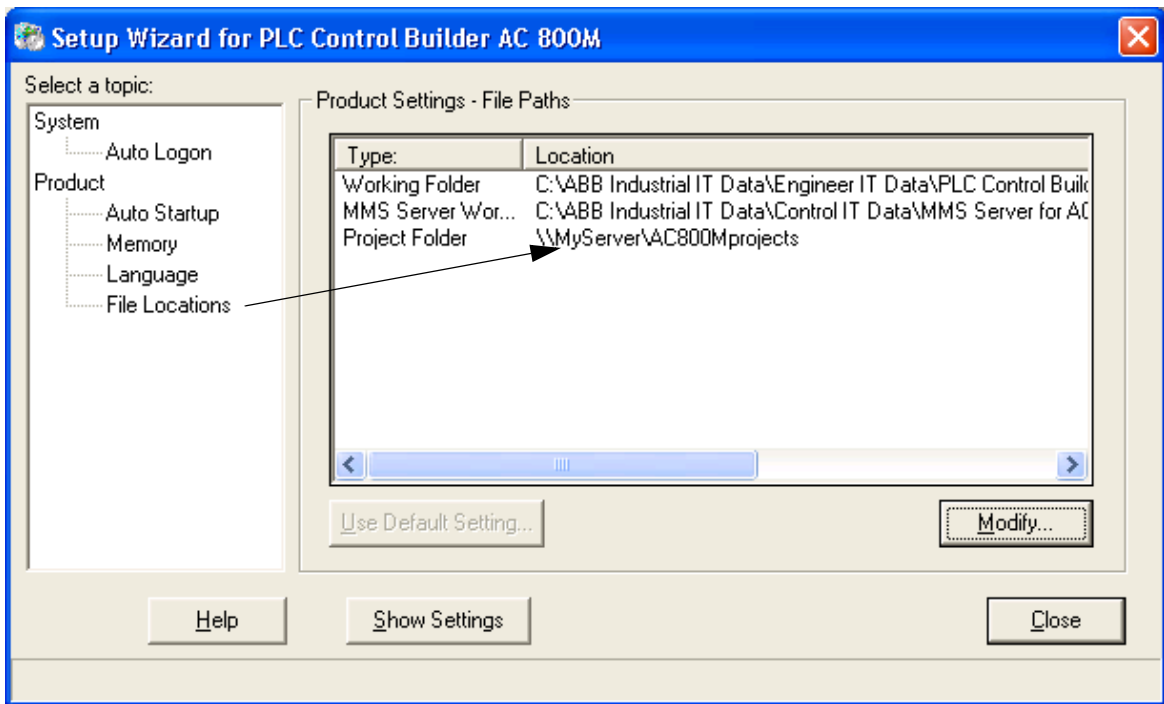 Setup Wizard for PLC Control Builder AC 800M
Select a topic:
System
Auto Logon
Product
Auto Startup
Memory
Language
File Locations
Product Settings - File Paths
Type: Location
Working Folder C:\ABB Industrial IT Data\Engineer IT Data\PLC Control Builc
MMS Server Wor... C:\ABB Industrial IT Data\Control IT Data\MMS Server for AC
Project Folder \\MyServer\AC800Mprojects
Use Default Setting...
Modify...
Help
Show Settings
Close